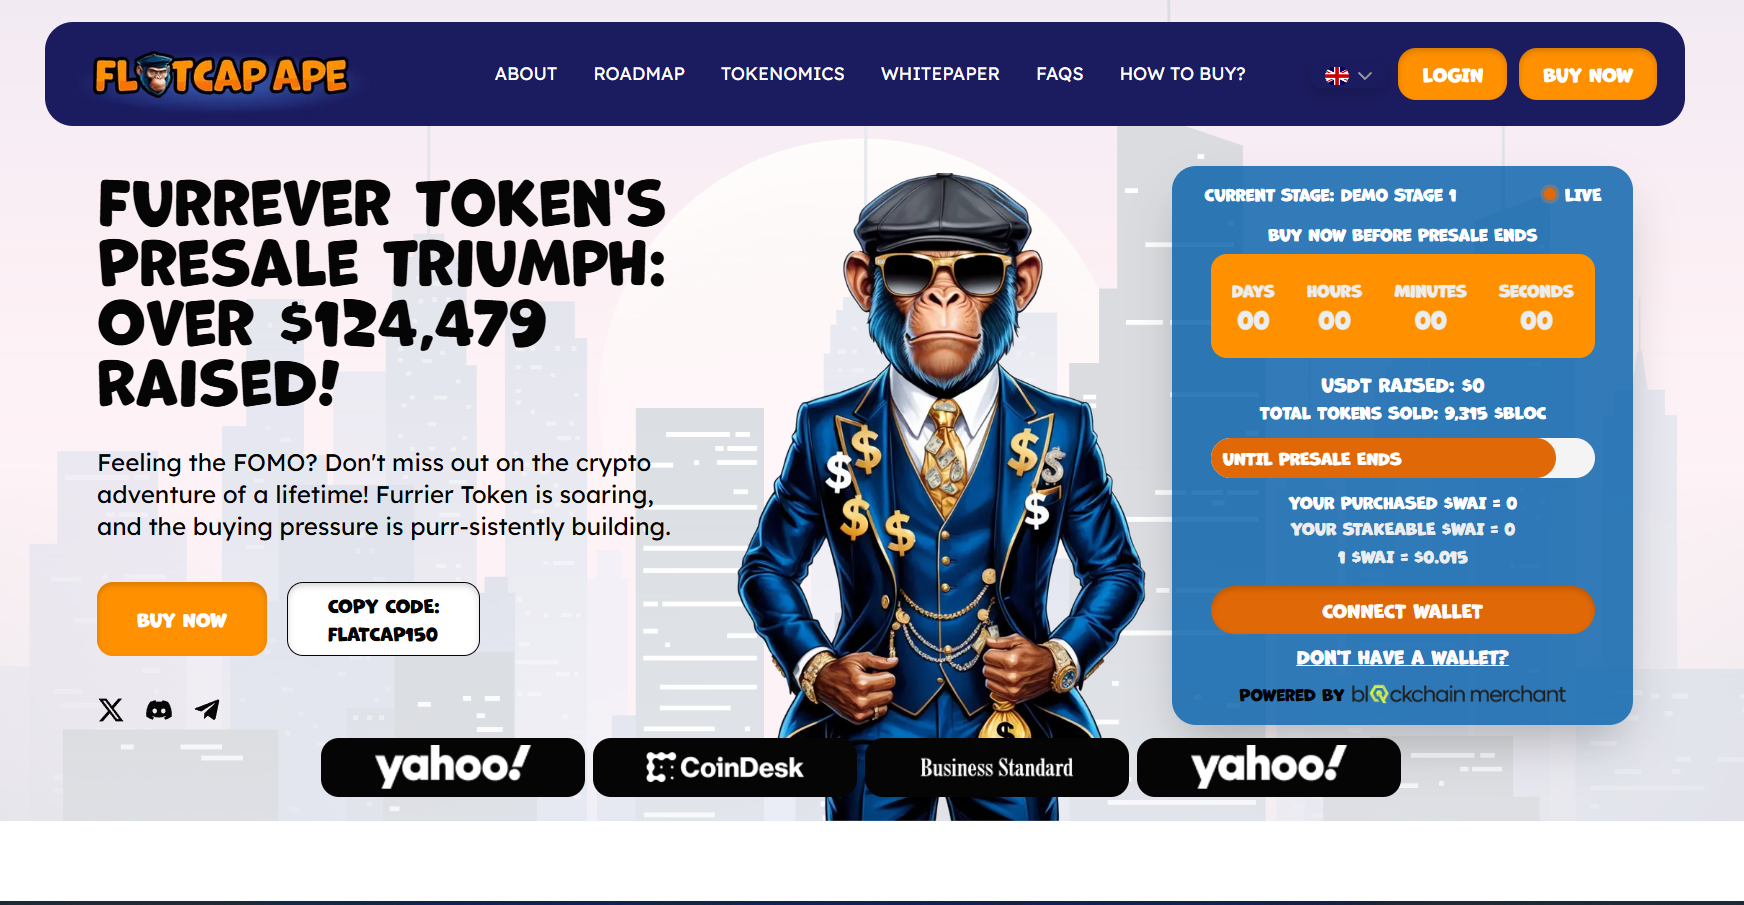 FLATCAP APE
ABOUT
ROADMAP
TOKENOMICS
WHITEPAPER
FAQS
HOW TO BUY?
LOGIN
BUY NOW
FURREVER TOKEN'S
PRESALE TRIUMPH:
OVER $124,479
RAISED!
Feeling the FOMO? Don't miss out on the crypto
adventure of a lifetime! Furrier Token is soaring,
and the buying pressure is purr-sistently building.
BUY NOW
COPY CODE:
FLATCAP150
CURRENT STAGE: DEMO STAGE 1
LIVE
BUY NOW BEFORE PRESALE ENDS
DAYS HOURS MINUTES SECONDS
00 00 00 00
USDT RAISED: $0
TOTAL TOKENS SOLD: 9,315 $BLOC
UNTIL PRESALE ENDS
YOUR PURCHASED $WAI = 0
YOUR STAKEABLE $WAI = 0
1 $WAI = $0.015
CONNECT WALLET
DON'T HAVE A WALLET?
POWERED BY blockchain merchant
yahoo!
CoinDesk
Business Standard
yahoo!